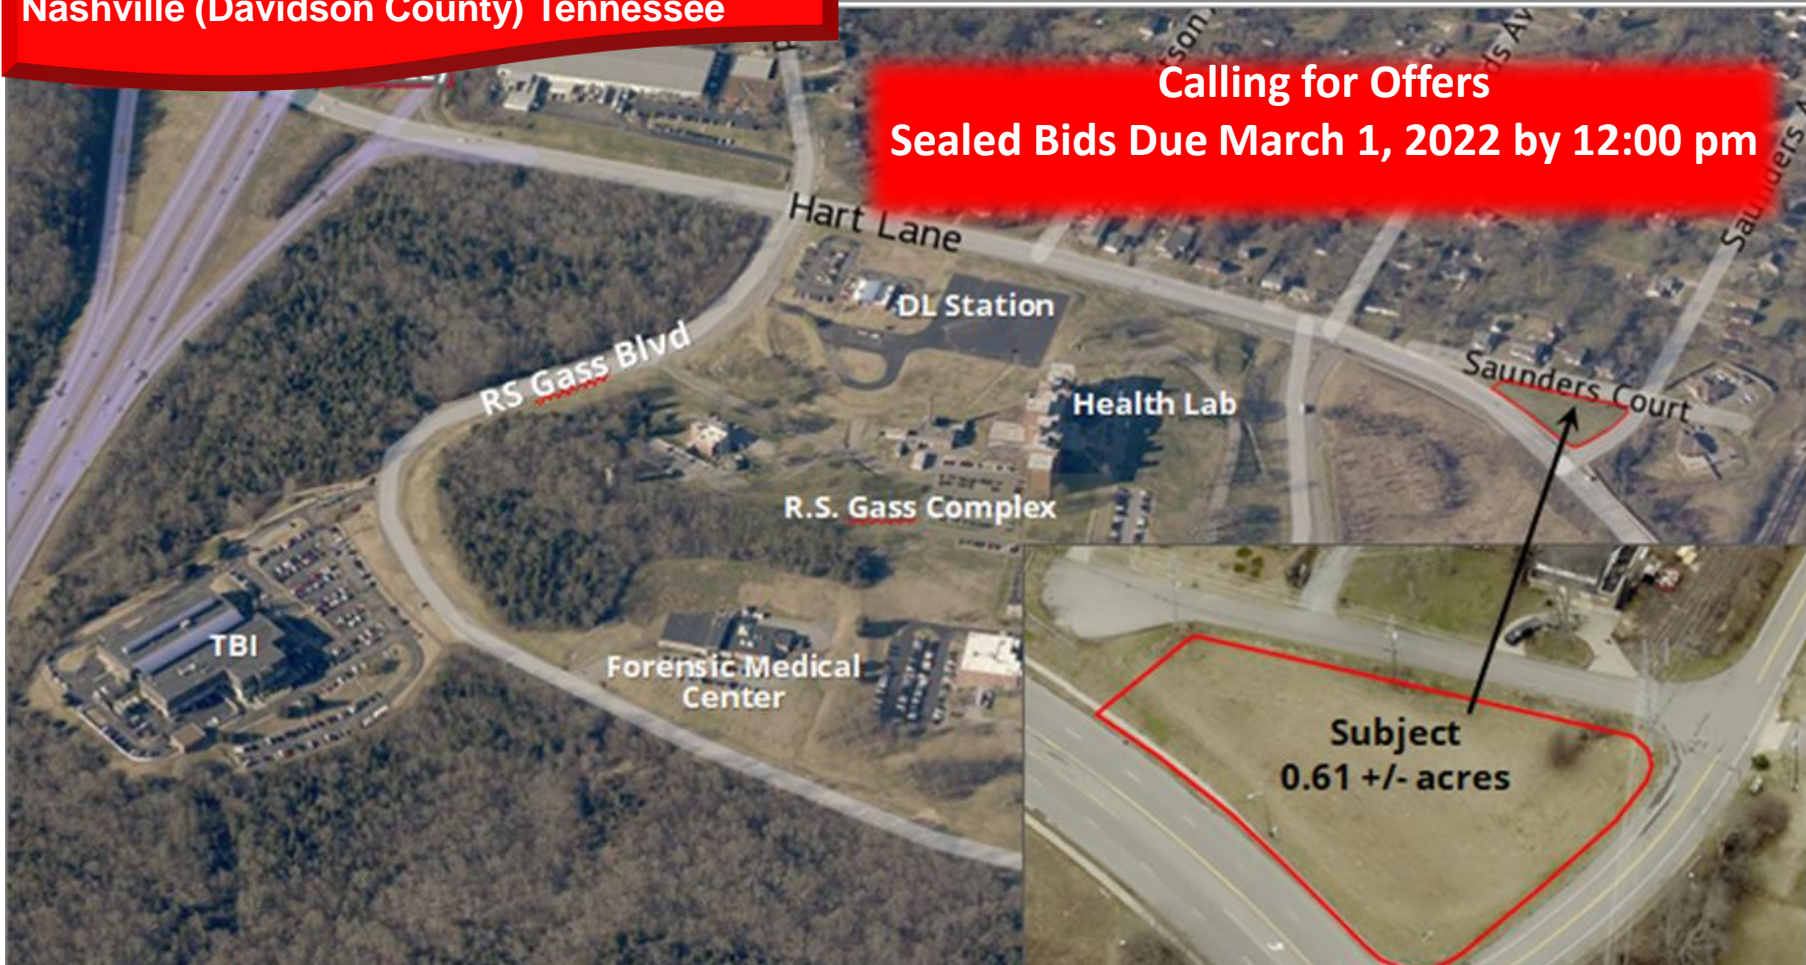 Nashville (Davidson County) Tennessee
Calling for Offers
Sealed Bids Due March 1, 2022 by 12:00 pm
Hart Lane
DL Station
RS Gass Blvd
Saunders Court
Health Lab
R.S. Gass Complex
TBI
Forensic Medical
Center
Subject
0.61 +/- acres